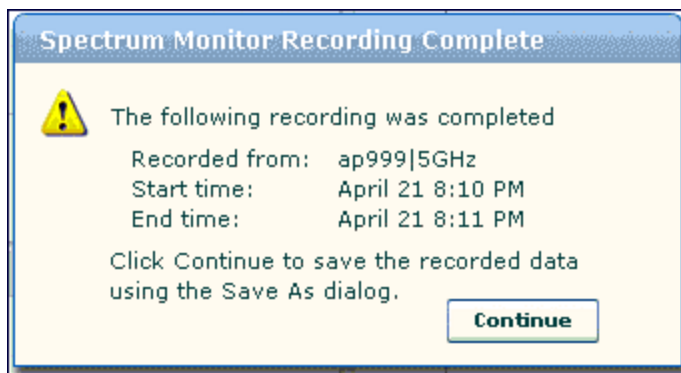 Spectrum Monitor Recording Complete
The following recording was completed
Recorded from: ap999|5GHz
Start time: April 21 8:10 PM
End time: April 21 8:11 PM
Click Continue to save the recorded data
using the Save As dialog.
Continue